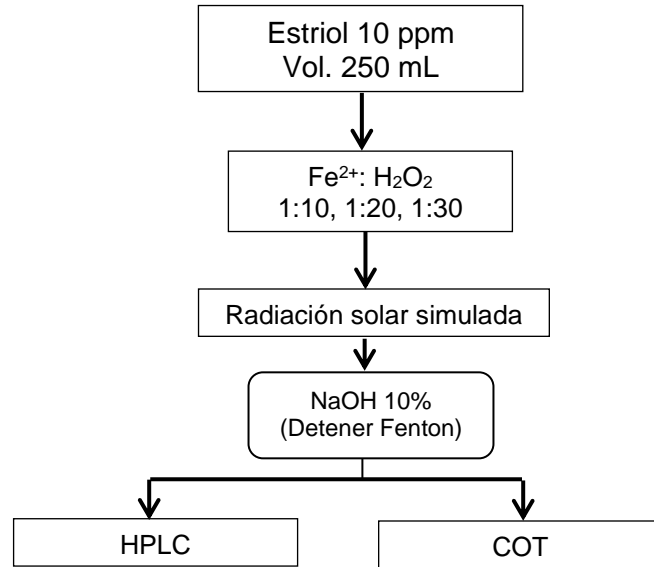 Estriol 10 ppm
Vol. 250 mL
Fe²⁺: H₂O₂
1:10, 1:20, 1:30
Radiación solar simulada
NaOH 10%
(Detener Fenton)
HPLC
COT